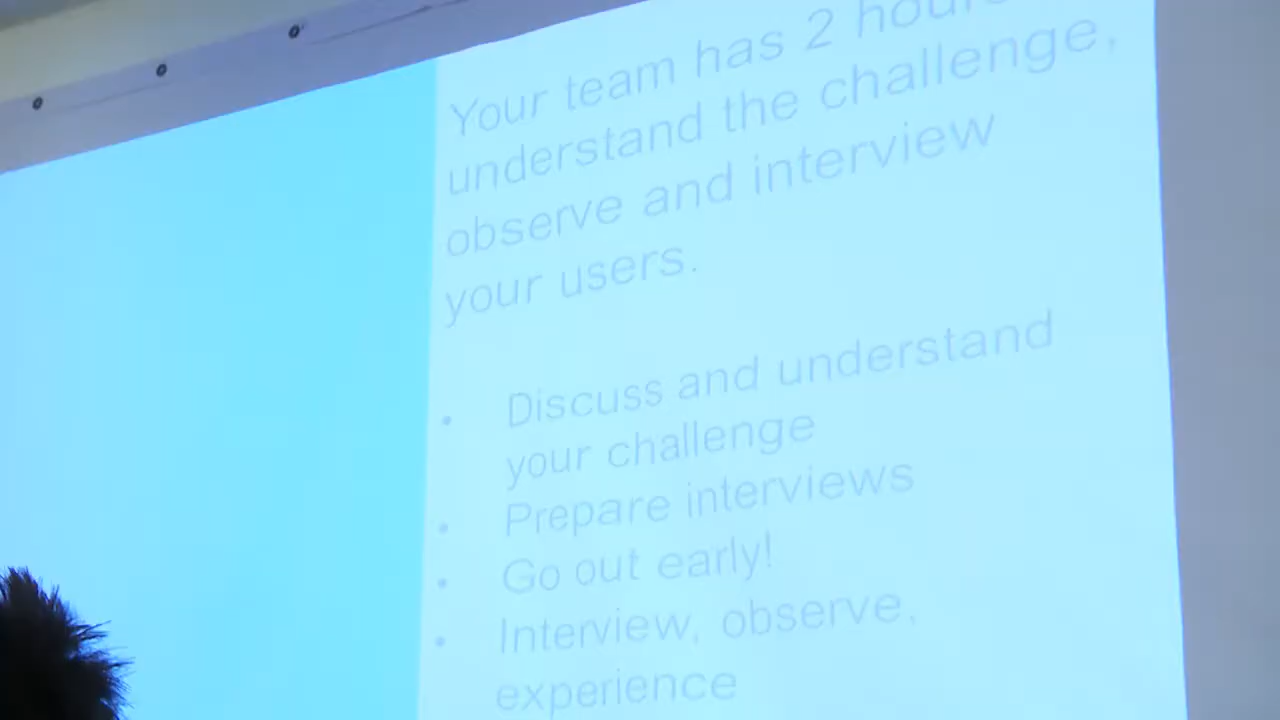 Your team has 2 hours
understand the challenge,
observe and interview
your users.
• Discuss and understand
your challenge
• Prepare interviews
• Go out early!
• Interview, observe,
experience